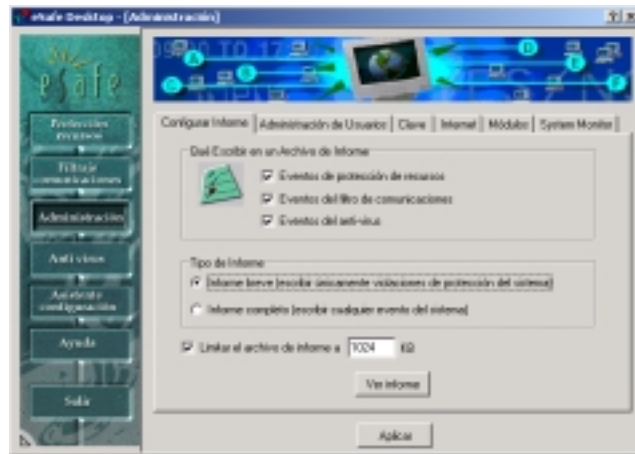 eSafe Desktop - [Administración]
eSafe
Protección recursos
Filtraje comunicaciones
Administración
Anti virus
Asistente configuración
Ayuda
Salir
A
B
C
D
E
F
Configurar Informe
Administración de Usuarios
Clave
Internet
Módulos
System Monitor
Qué Escribir en un Archivo de Informe
Eventos de protección de recursos
Eventos del filtro de comunicaciones
Eventos del anti-virus
Tipo de Informe
Informe breve (escribir únicamente violaciones de protección del sistema)
Informe completo (escribir cualquier evento del sistema)
Limitar el archivo de informe a 1024 KB
Ver informe
Aplicar